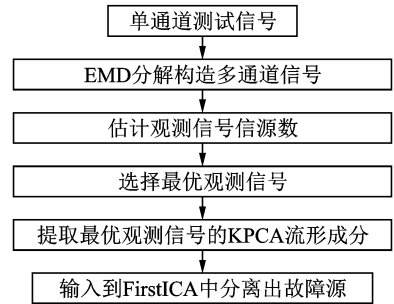 单通道测试信号
EMD分解构造多通道信号
估计观测信号信源数
选择最优观测信号
提取最优观测信号的KPCA流形成分
输入到FirstICA中分离出故障源